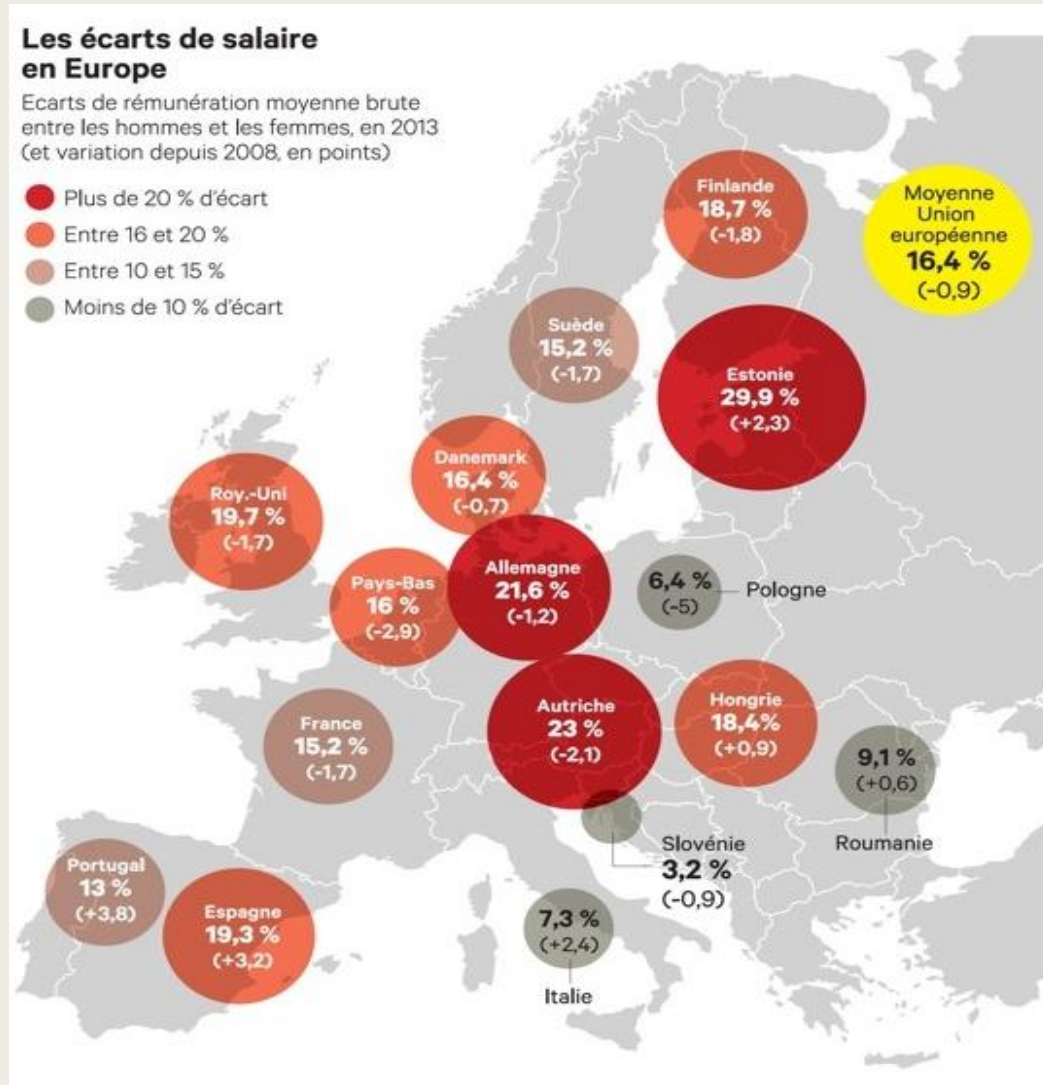 Les écarts de salaire
en Europe
Ecarts de rémunération moyenne brute
entre les hommes et les femmes, en 2013
(et variation depuis 2008, en points)
Plus de 20 % d'écart
Entre 16 et 20 %
Entre 10 et 15 %
Moins de 10 % d'écart
Finlande
18,7 %
(-1,8)
Moyenne
Union
européenne
16,4 %
(-0,9)
Suède
15,2 %
(-1,7)
Estonie
29,9 %
(+2,3)
Danemark
16,4 %
(-0,7)
Roy.-Uni
19,7 %
(-1,7)
Pays-Bas
16 %
(-2,9)
Allemagne
21,6 %
(-1,2)
6,4 %
(-5)
Pologne
France
15,2 %
(-1,7)
Autriche
23 %
(-2,1)
Hongrie
18,4%
(+0,9)
9,1 %
(+0,6)
Roumanie
Slovénie
3,2 %
(-0,9)
Portugal
13 %
(+3,8)
Espagne
19,3 %
(+3,2)
7,3 %
(+2,4)
Italie